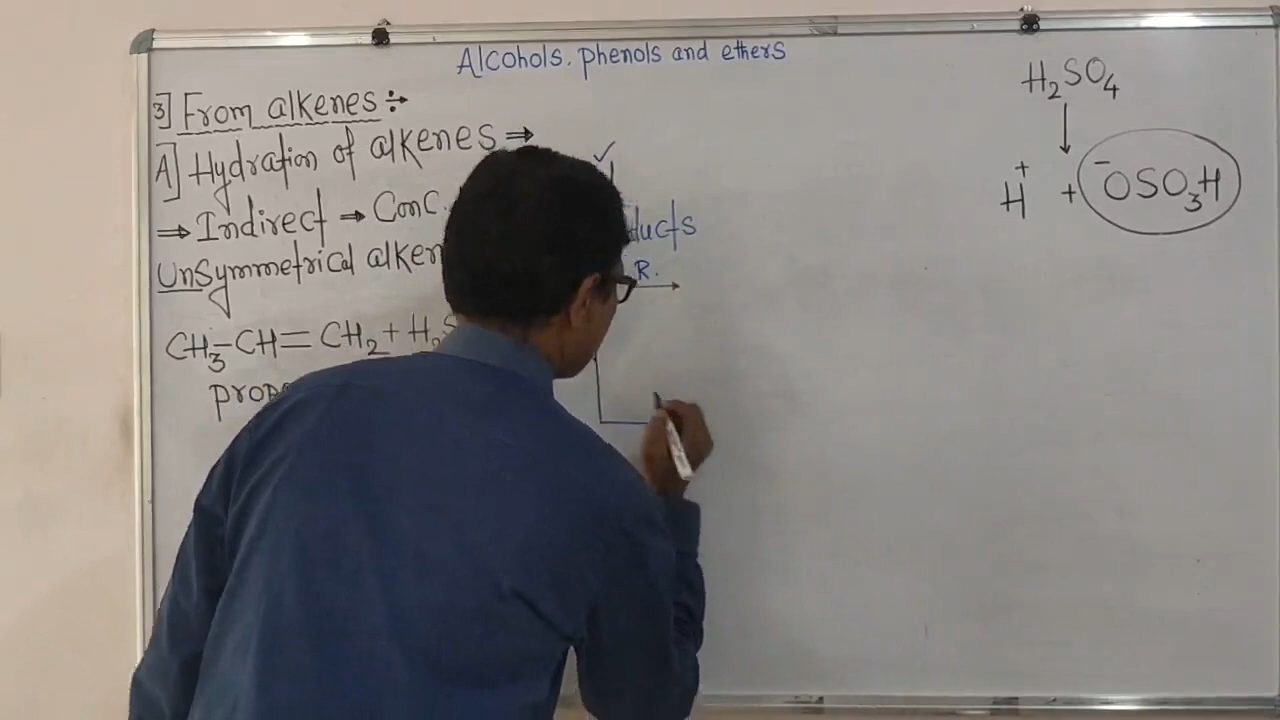 Alcohols, phenols and ethers
3] From alkenes ÷
A] Hydration of alkenes ⇒
⇒ Indirect ⇒ Conc.
UnSymmetrical alken
ducts
R.
CH₃-CH=CH₂ + H₂S
prop
H₂SO₄
↓
H⁺ + ⁻OSO₃H